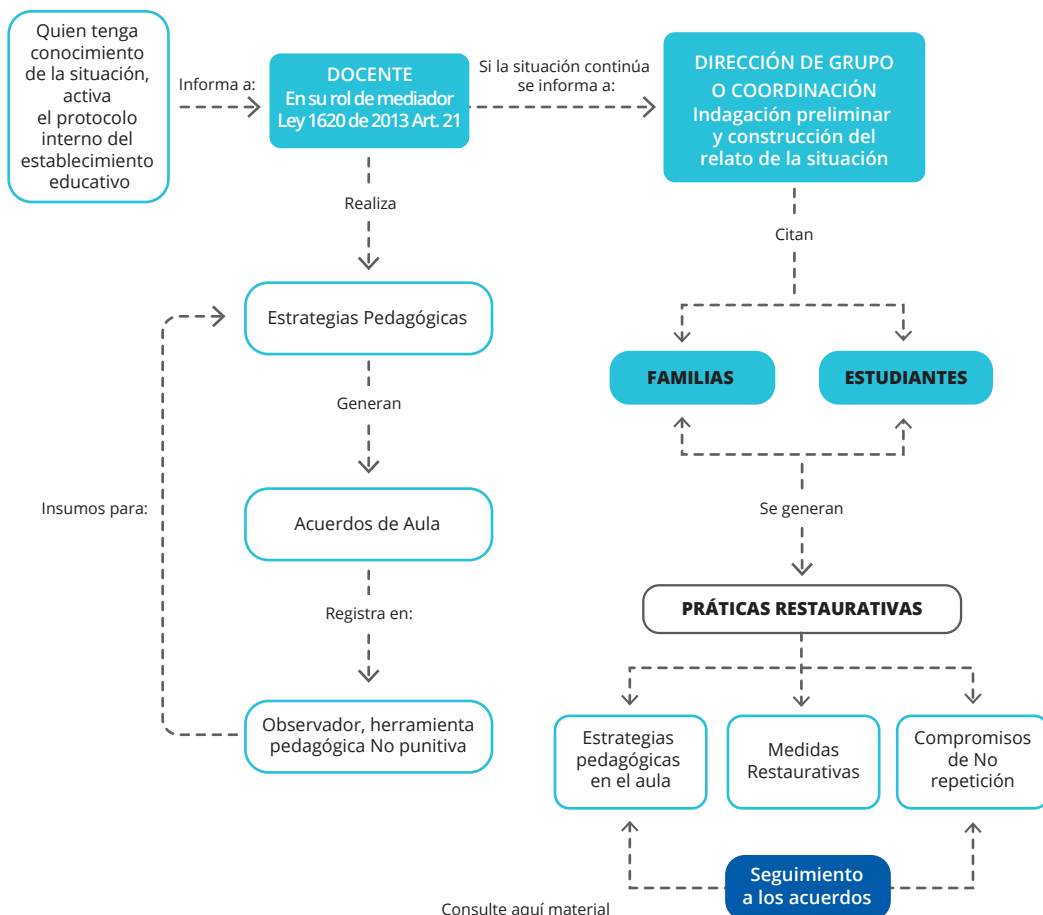 Quien tenga
conocimiento
de la situación,
activa
el protocolo
interno del
establecimiento
educativo
Informa a:
DOCENTE
En su rol de mediador
Ley 1620 de 2013 Art. 21
Si la situación continúa
se informa a:
DIRECCIÓN DE GRUPO
O COORDINACIÓN
Indagación preliminar
y construcción del
relato de la situación
Realiza
Estrategias Pedagógicas
Generan
Acuerdos de Aula
Registra en:
Observador, herramienta
pedagógica No punitiva
Insumos para:
Citan
FAMILIAS
ESTUDIANTES
Se generan
PRÁTICAS RESTAURATIVAS
Estrategias
pedagógicas
en el aula
Medidas
Restaurativas
Compromisos
de No
repetición
Seguimiento
a los acuerdos
Consulte aquí material